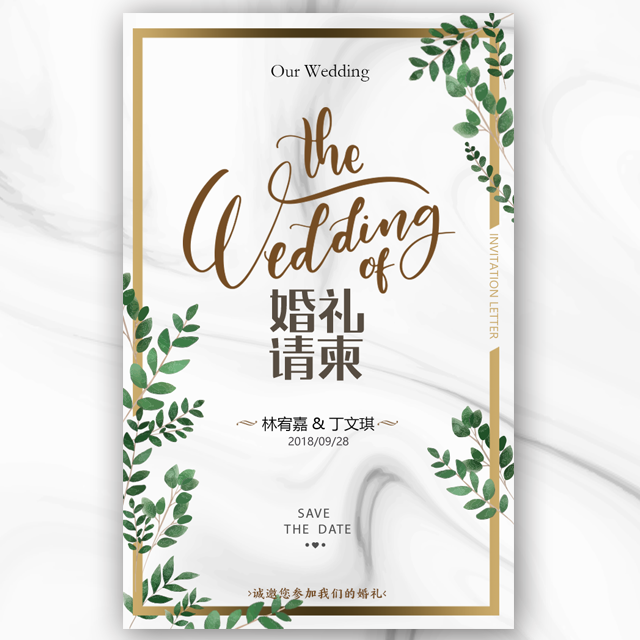 Our Wedding
the
Wedding
of
INVITATION LETTER
婚礼
请柬
林宥嘉 & 丁文琪
2018/09/28
SAVE
THE DATE
诚邀您参加我们的婚礼